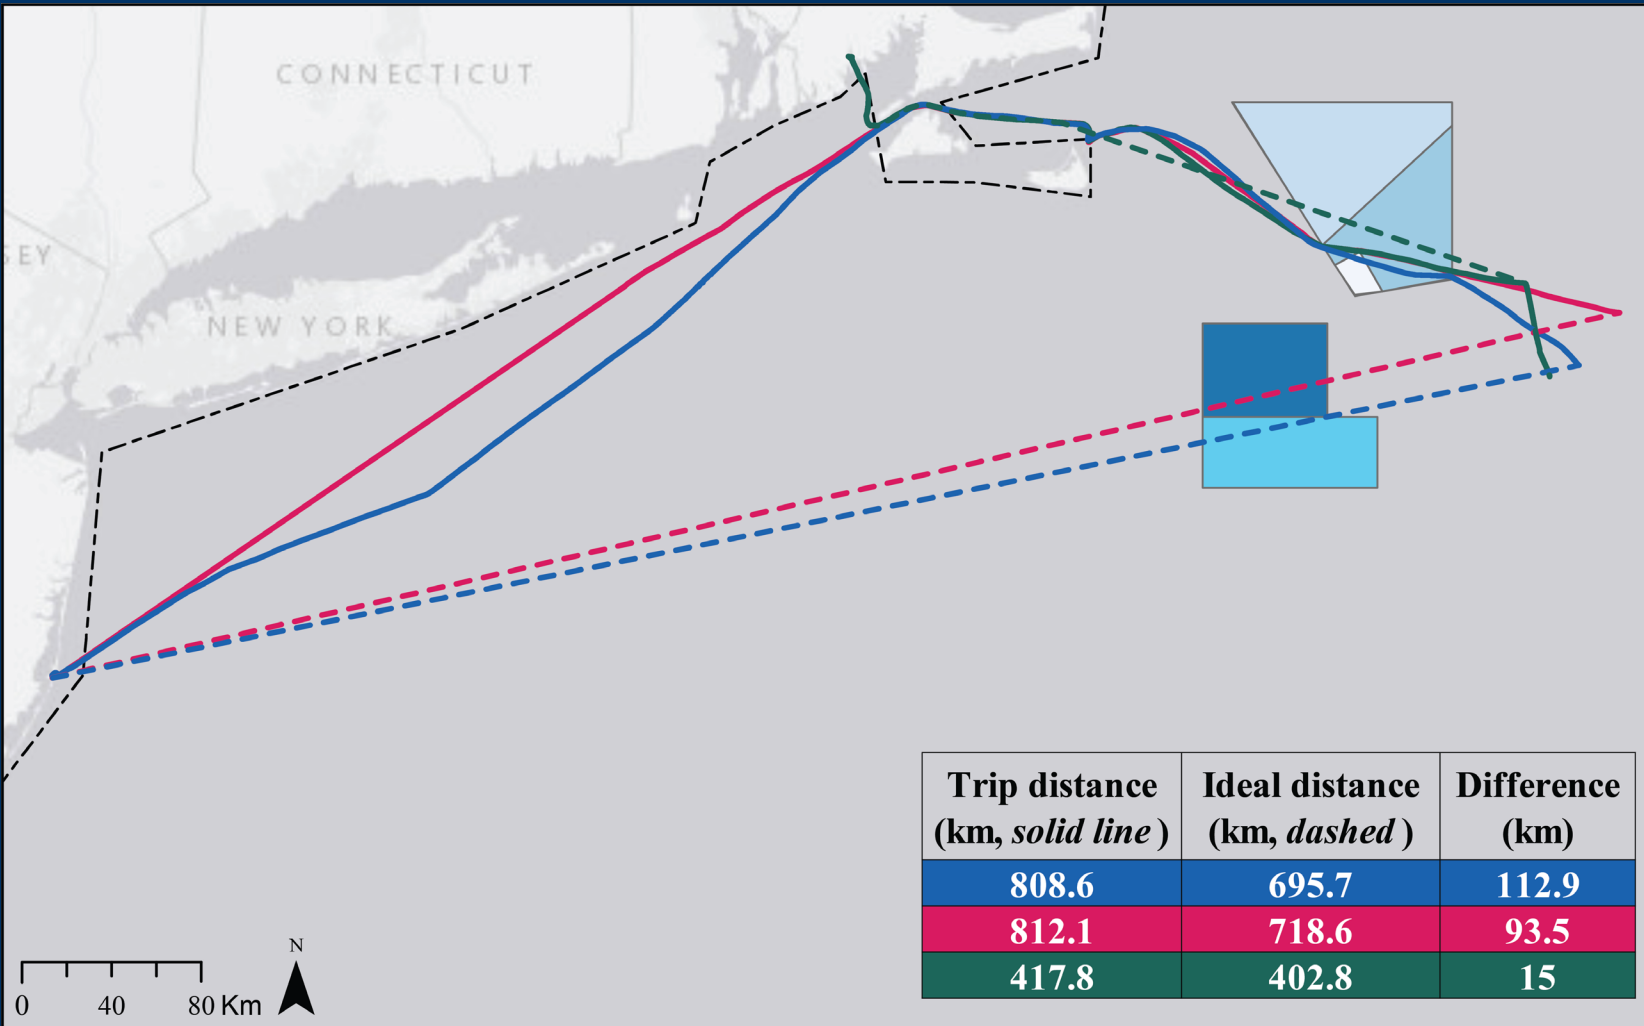 CONNECTICUT
SEY
NEW YORK
Trip distance
(km, solid line )
Ideal distance
(km, dashed )
Difference
(km)
808.6 695.7 112.9
812.1 718.6 93.5
417.8 402.8 15
N
0 40 80 Km